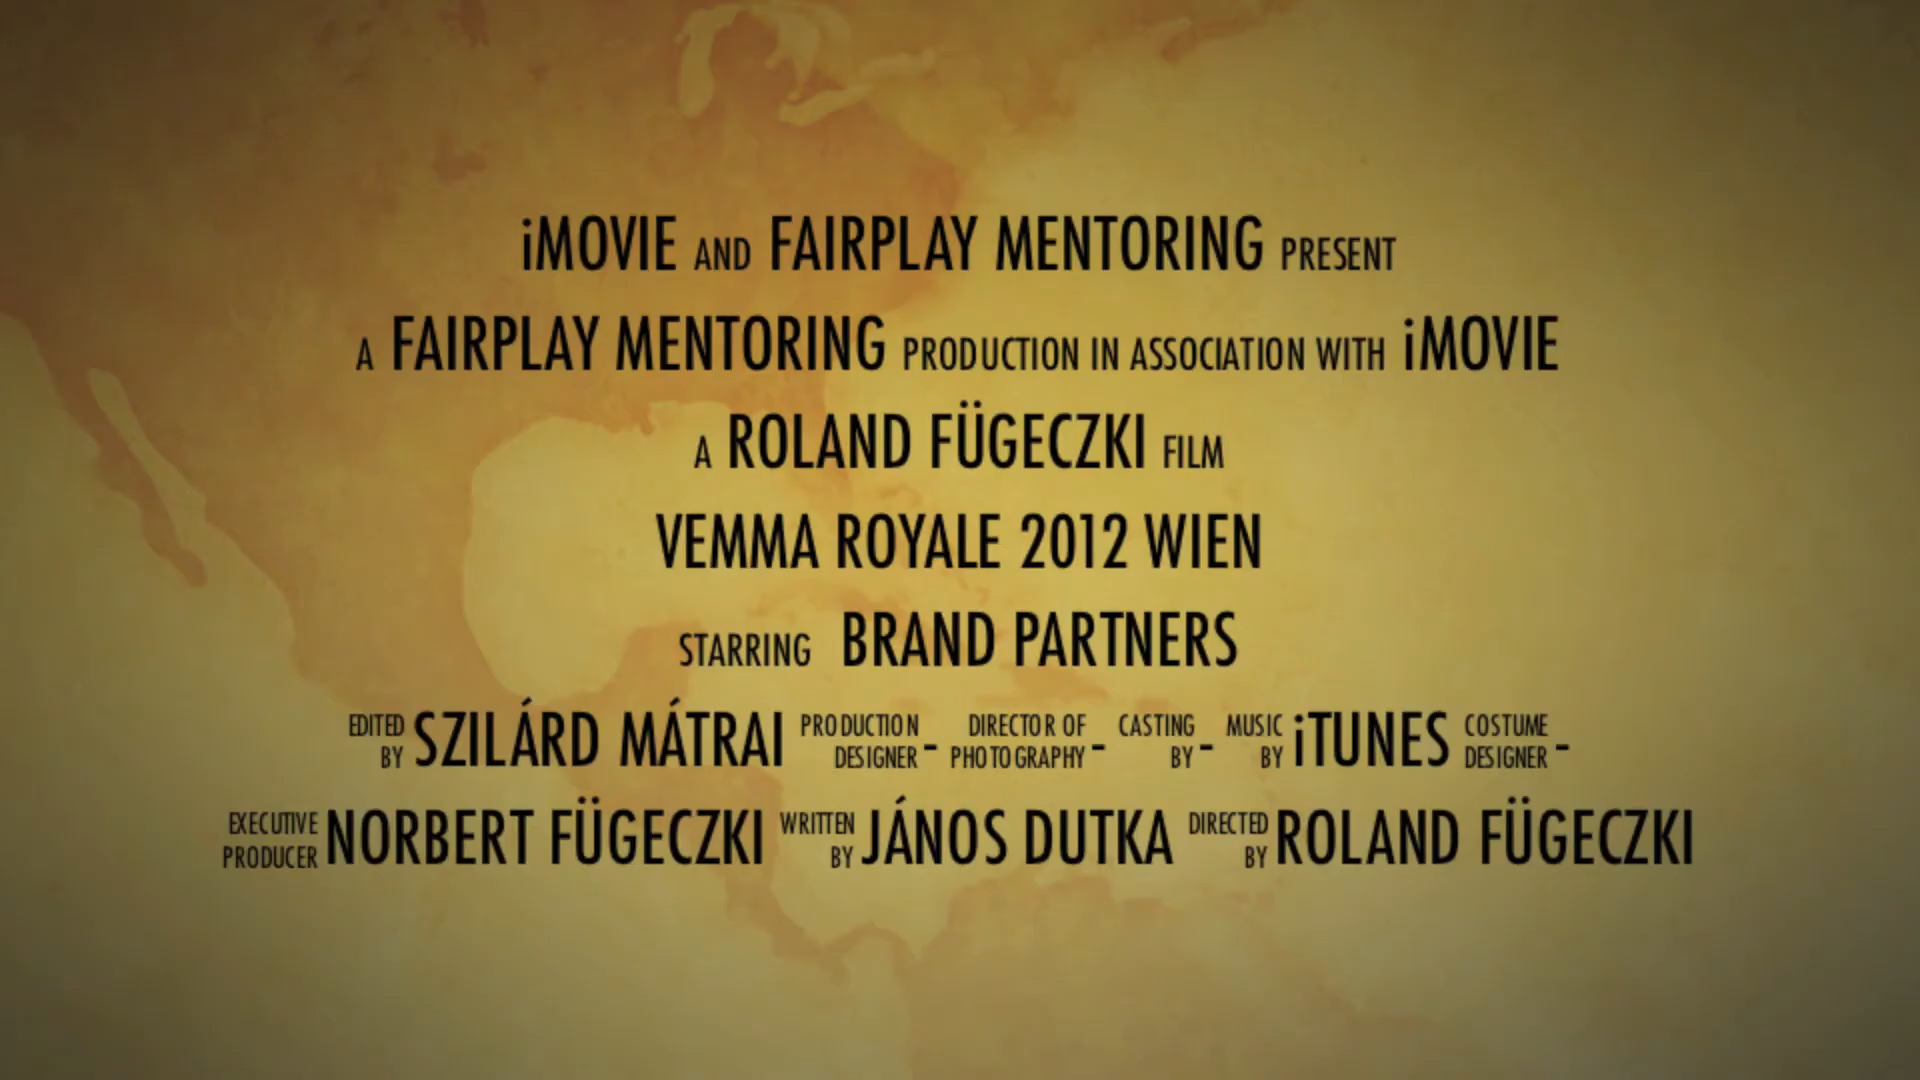 iMOVIE AND FAIRPLAY MENTORING PRESENT
A FAIRPLAY MENTORING PRODUCTION IN ASSOCIATION WITH iMOVIE
A ROLAND FÜGECZKI FILM
VEMMA ROYALE 2012 WIEN
STARRING BRAND PARTNERS
EDITED BY SZILÁRD MÁTRAI PRODUCTION DESIGNER - DIRECTOR OF PHOTOGRAPHY - CASTING BY - MUSIC BY iTUNES COSTUME DESIGNER -
EXECUTIVE PRODUCER NORBERT FÜGECZKI WRITTEN BY JÁNOS DUTKA DIRECTED BY ROLAND FÜGECZKI